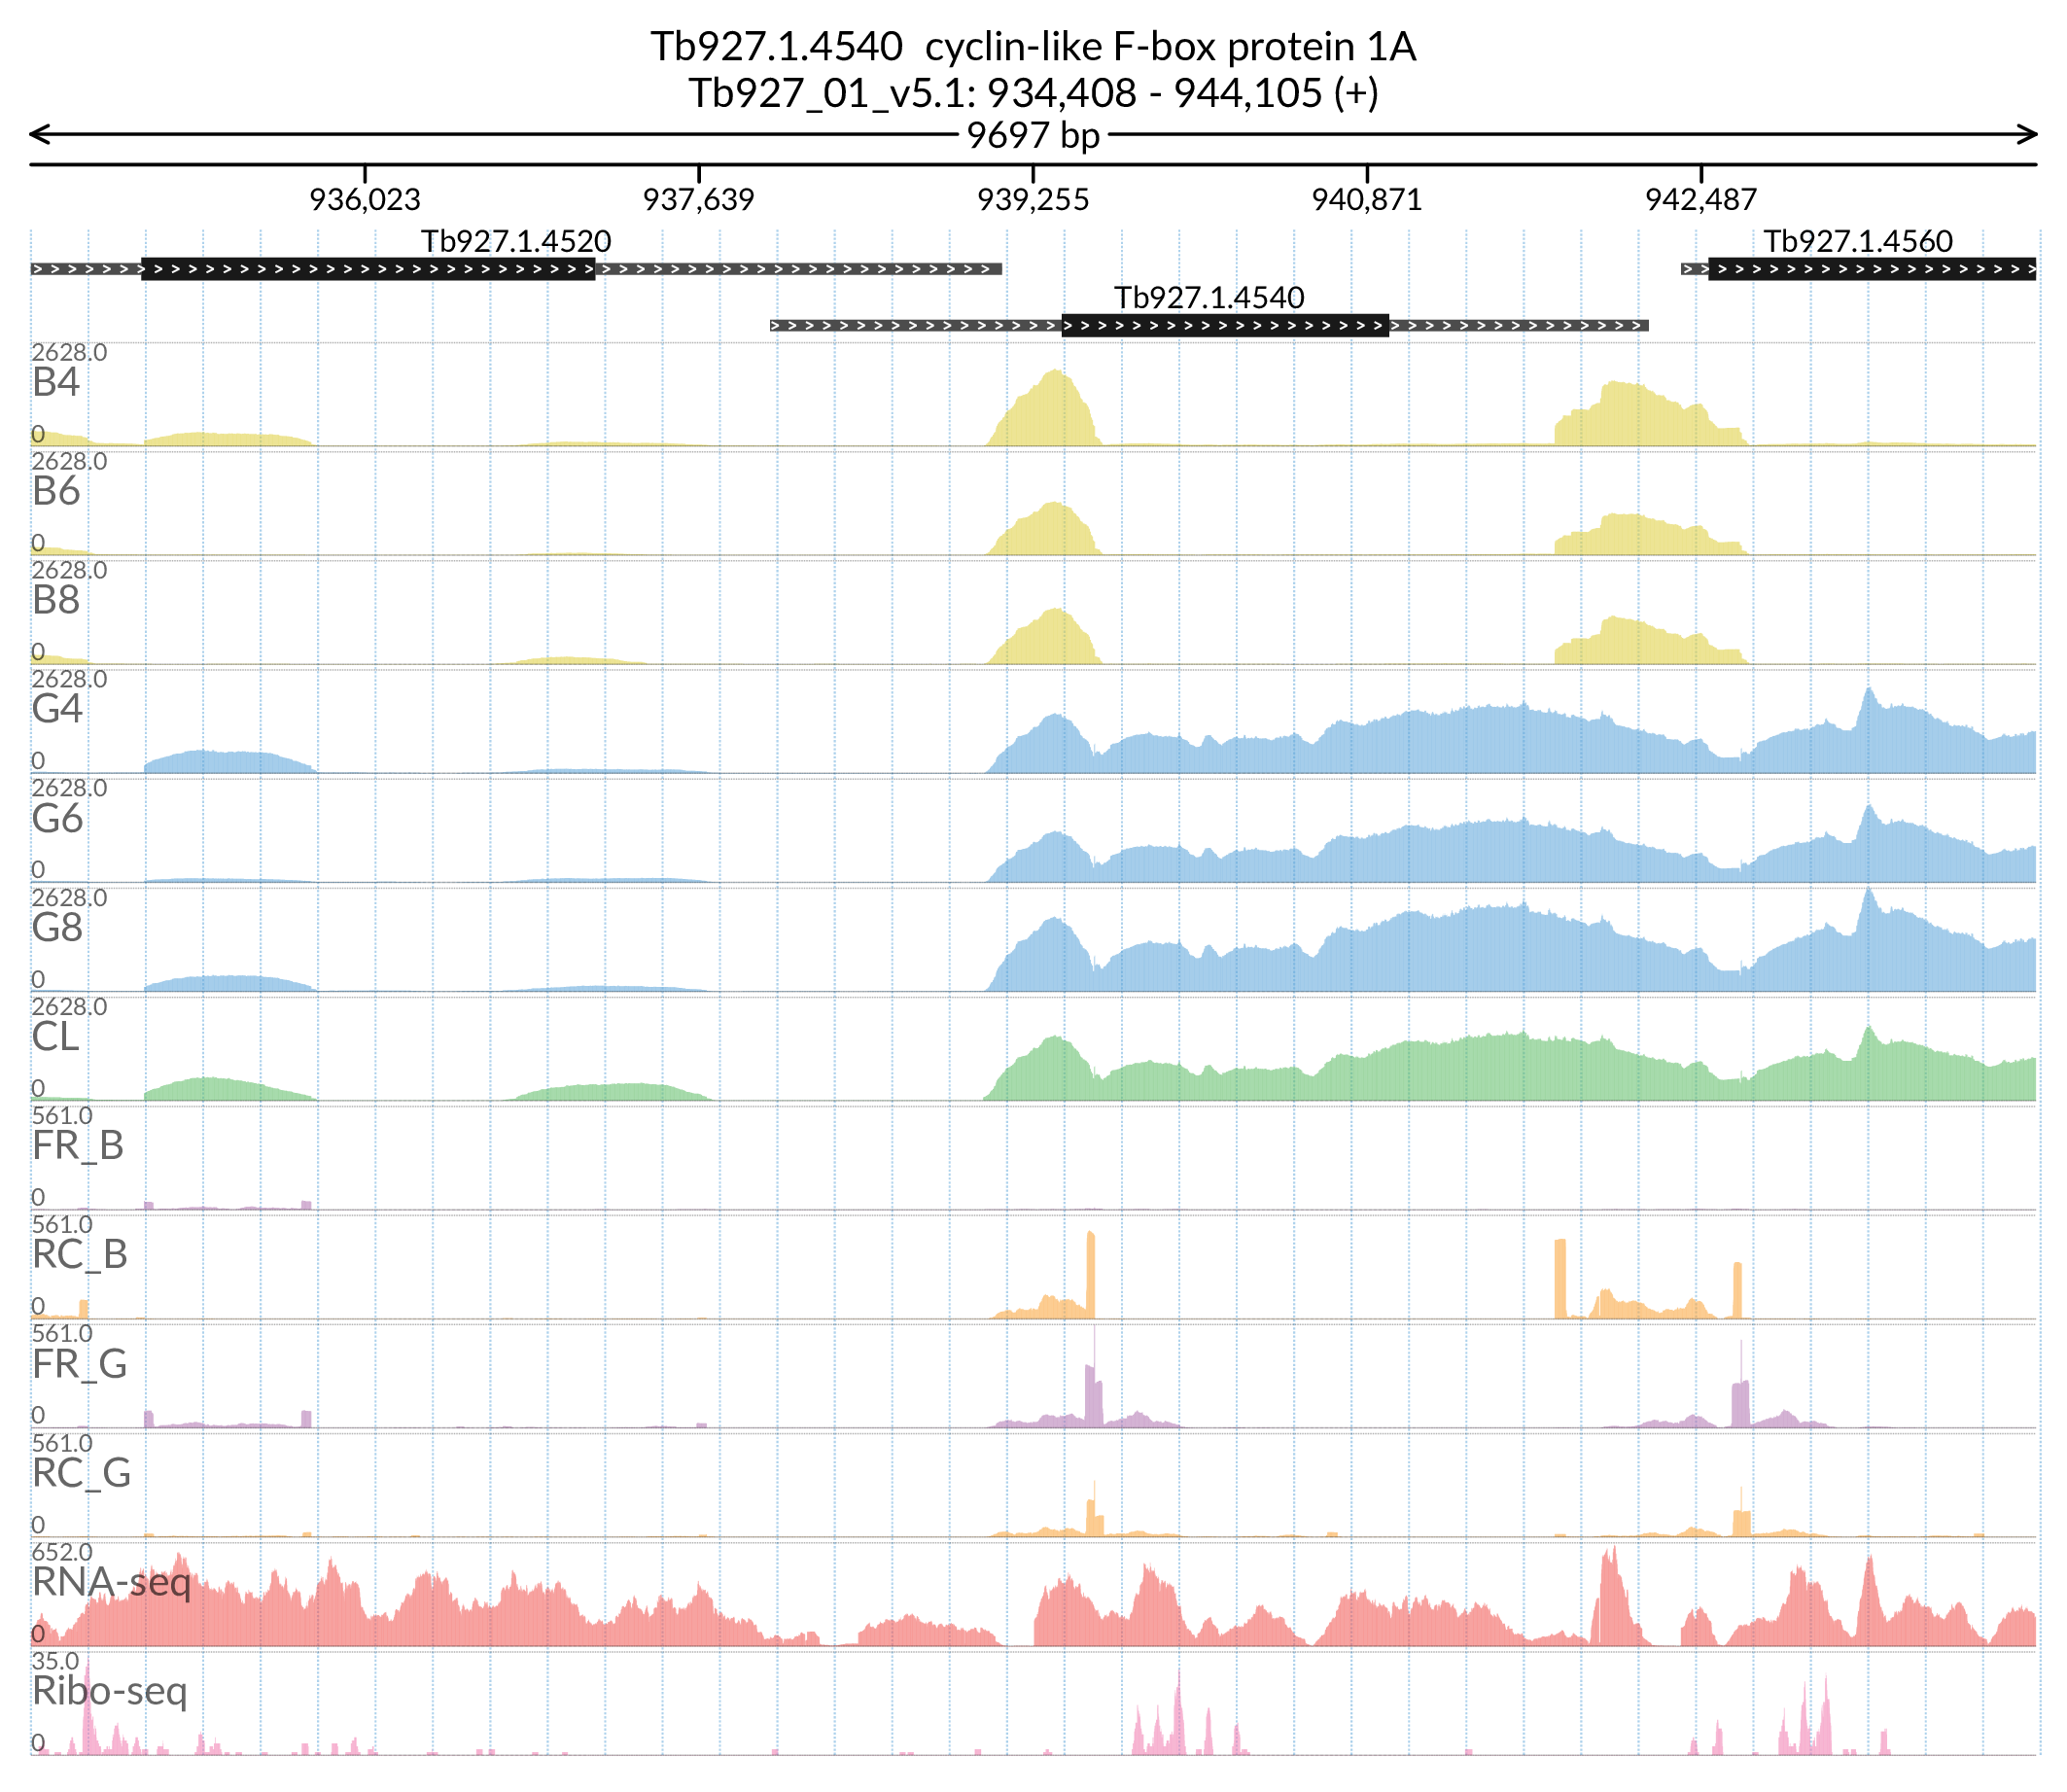 Tb927.1.4540 cyclin-like F-box protein 1A
Tb927_01_v5.1: 934,408 - 944,105 (+)
9697 bp
936,023 937,639 939,255 940,871 942,487
Tb927.1.4520 Tb927.1.4560
Tb927.1.4540
2628.0
B4
0
2628.0
B6
0
2628.0
B8
0
2628.0
G4
0
2628.0
G6
0
2628.0
G8
0
2628.0
CL
0
561.0
FR_B
0
561.0
RC_B
0
561.0
FR_G
0
561.0
RC_G
0
652.0
RNA-seq
0
35.0
Ribo-seq
0